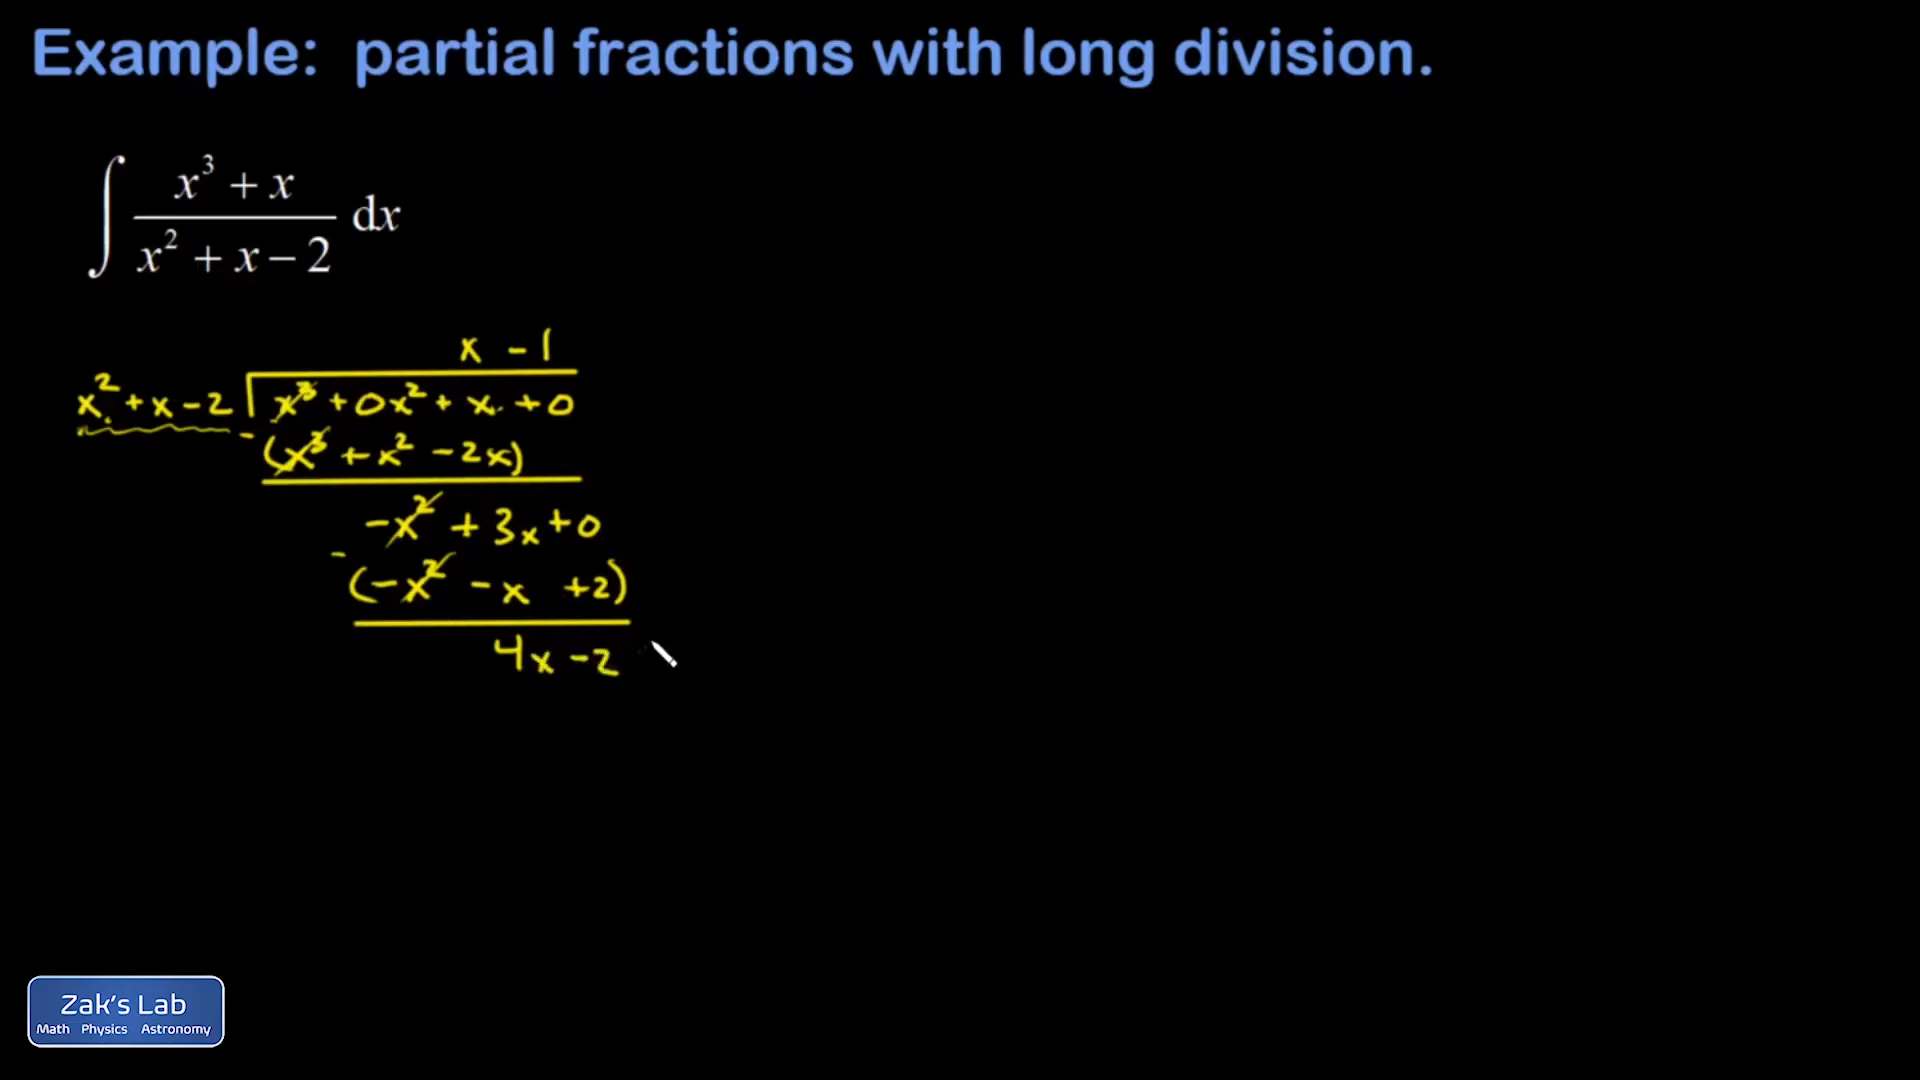 Example: partial fractions with long division.
∫ (x³ + x)/(x² + x − 2) dx
x - 1
x² + x - 2 | x³ + 0x² + x + 0
-(x³ + x² - 2x)
-x² + 3x + 0
-(-x² - x + 2)
4x - 2
Zak's Lab
Math Physics Astronomy